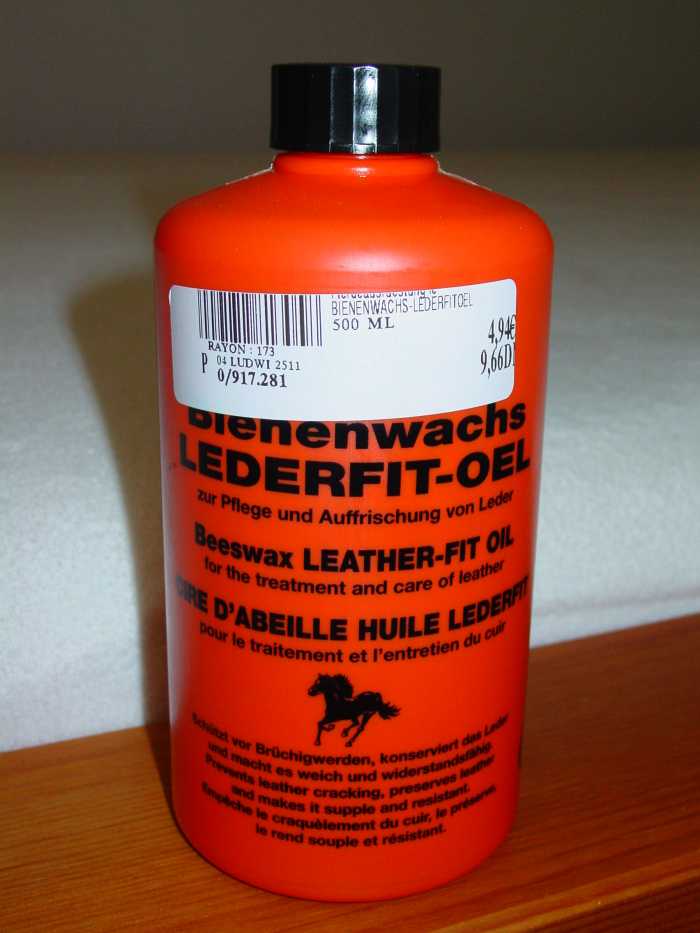 BIENENWACHS-LEDERFITOEL
500 ML
4,94€
9,66D
RAYON : 173
P 04 LUDWI 2511
0/917.281
Bienenwachs
LEDERFIT-OEL
zur Pflege und Auffrischung von Leder
Beeswax LEATHER-FIT OIL
for the treatment and care of leather
CIRE D'ABEILLE HUILE LEDERFIT
pour le traitement et l'entretien du cuir
Schützt vor Brüchigwerden, konserviert das Leder
und macht es weich und widerstandsfähig.
Prevents leather cracking, preserves leather
and makes it supple and resistant.
Empêche le craquèlement du cuir, le préserve,
le rend souple et résistant.